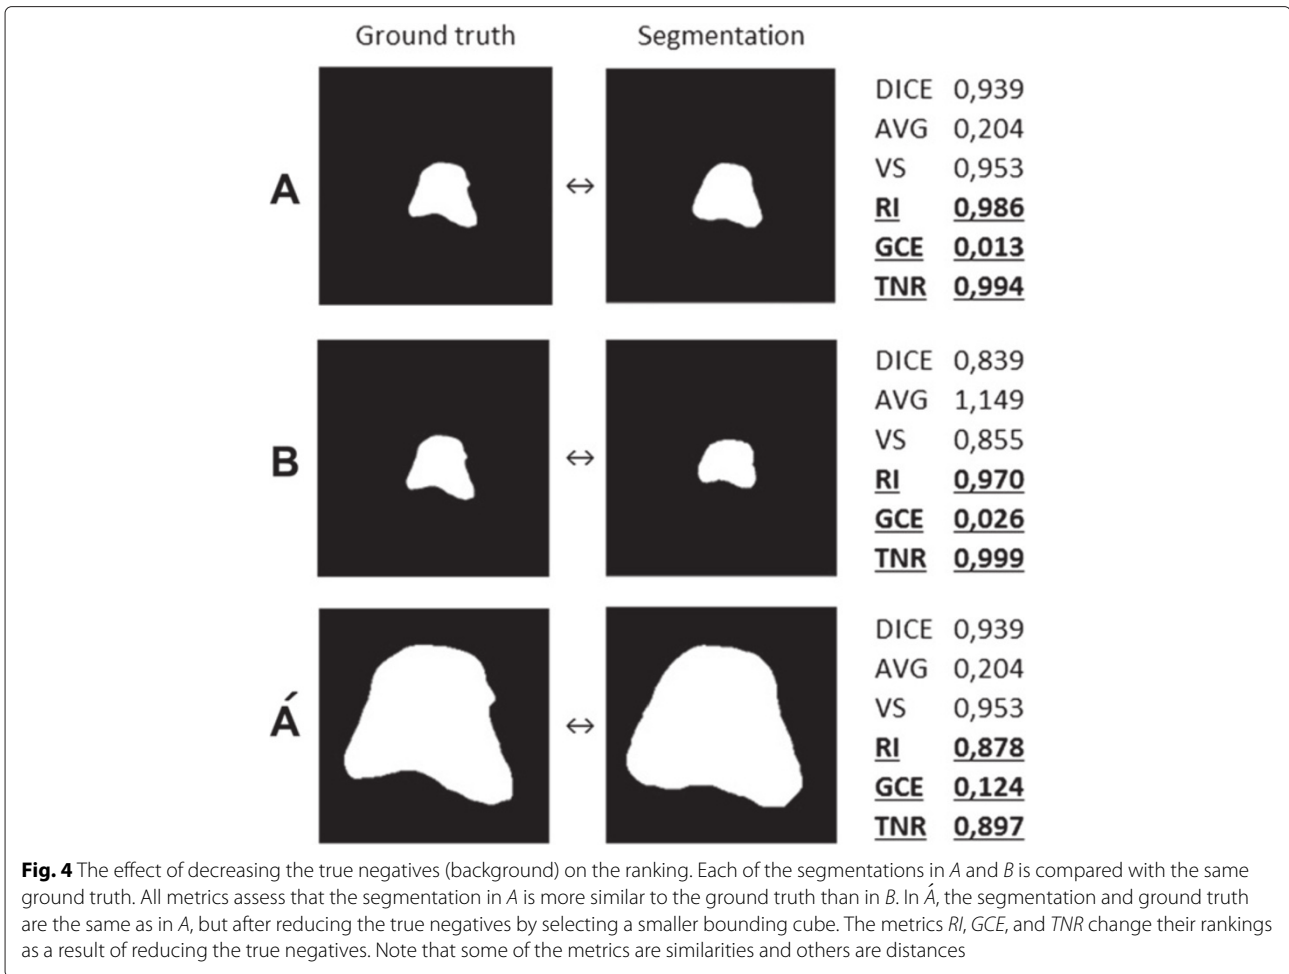 Ground truth Segmentation
A ↔
DICE 0,939
AVG 0,204
VS 0,953
RI 0,986
GCE 0,013
TNR 0,994
B ↔
DICE 0,839
AVG 1,149
VS 0,855
RI 0,970
GCE 0,026
TNR 0,999
Á ↔
DICE 0,939
AVG 0,204
VS 0,953
RI 0,878
GCE 0,124
TNR 0,897
Fig. 4 The effect of decreasing the true negatives (background) on the ranking. Each of the segmentations in A and B is compared with the same
ground truth. All metrics assess that the segmentation in A is more similar to the ground truth than in B. In Á, the segmentation and ground truth
are the same as in A, but after reducing the true negatives by selecting a smaller bounding cube. The metrics RI, GCE, and TNR change their rankings
as a result of reducing the true negatives. Note that some of the metrics are similarities and others are distances